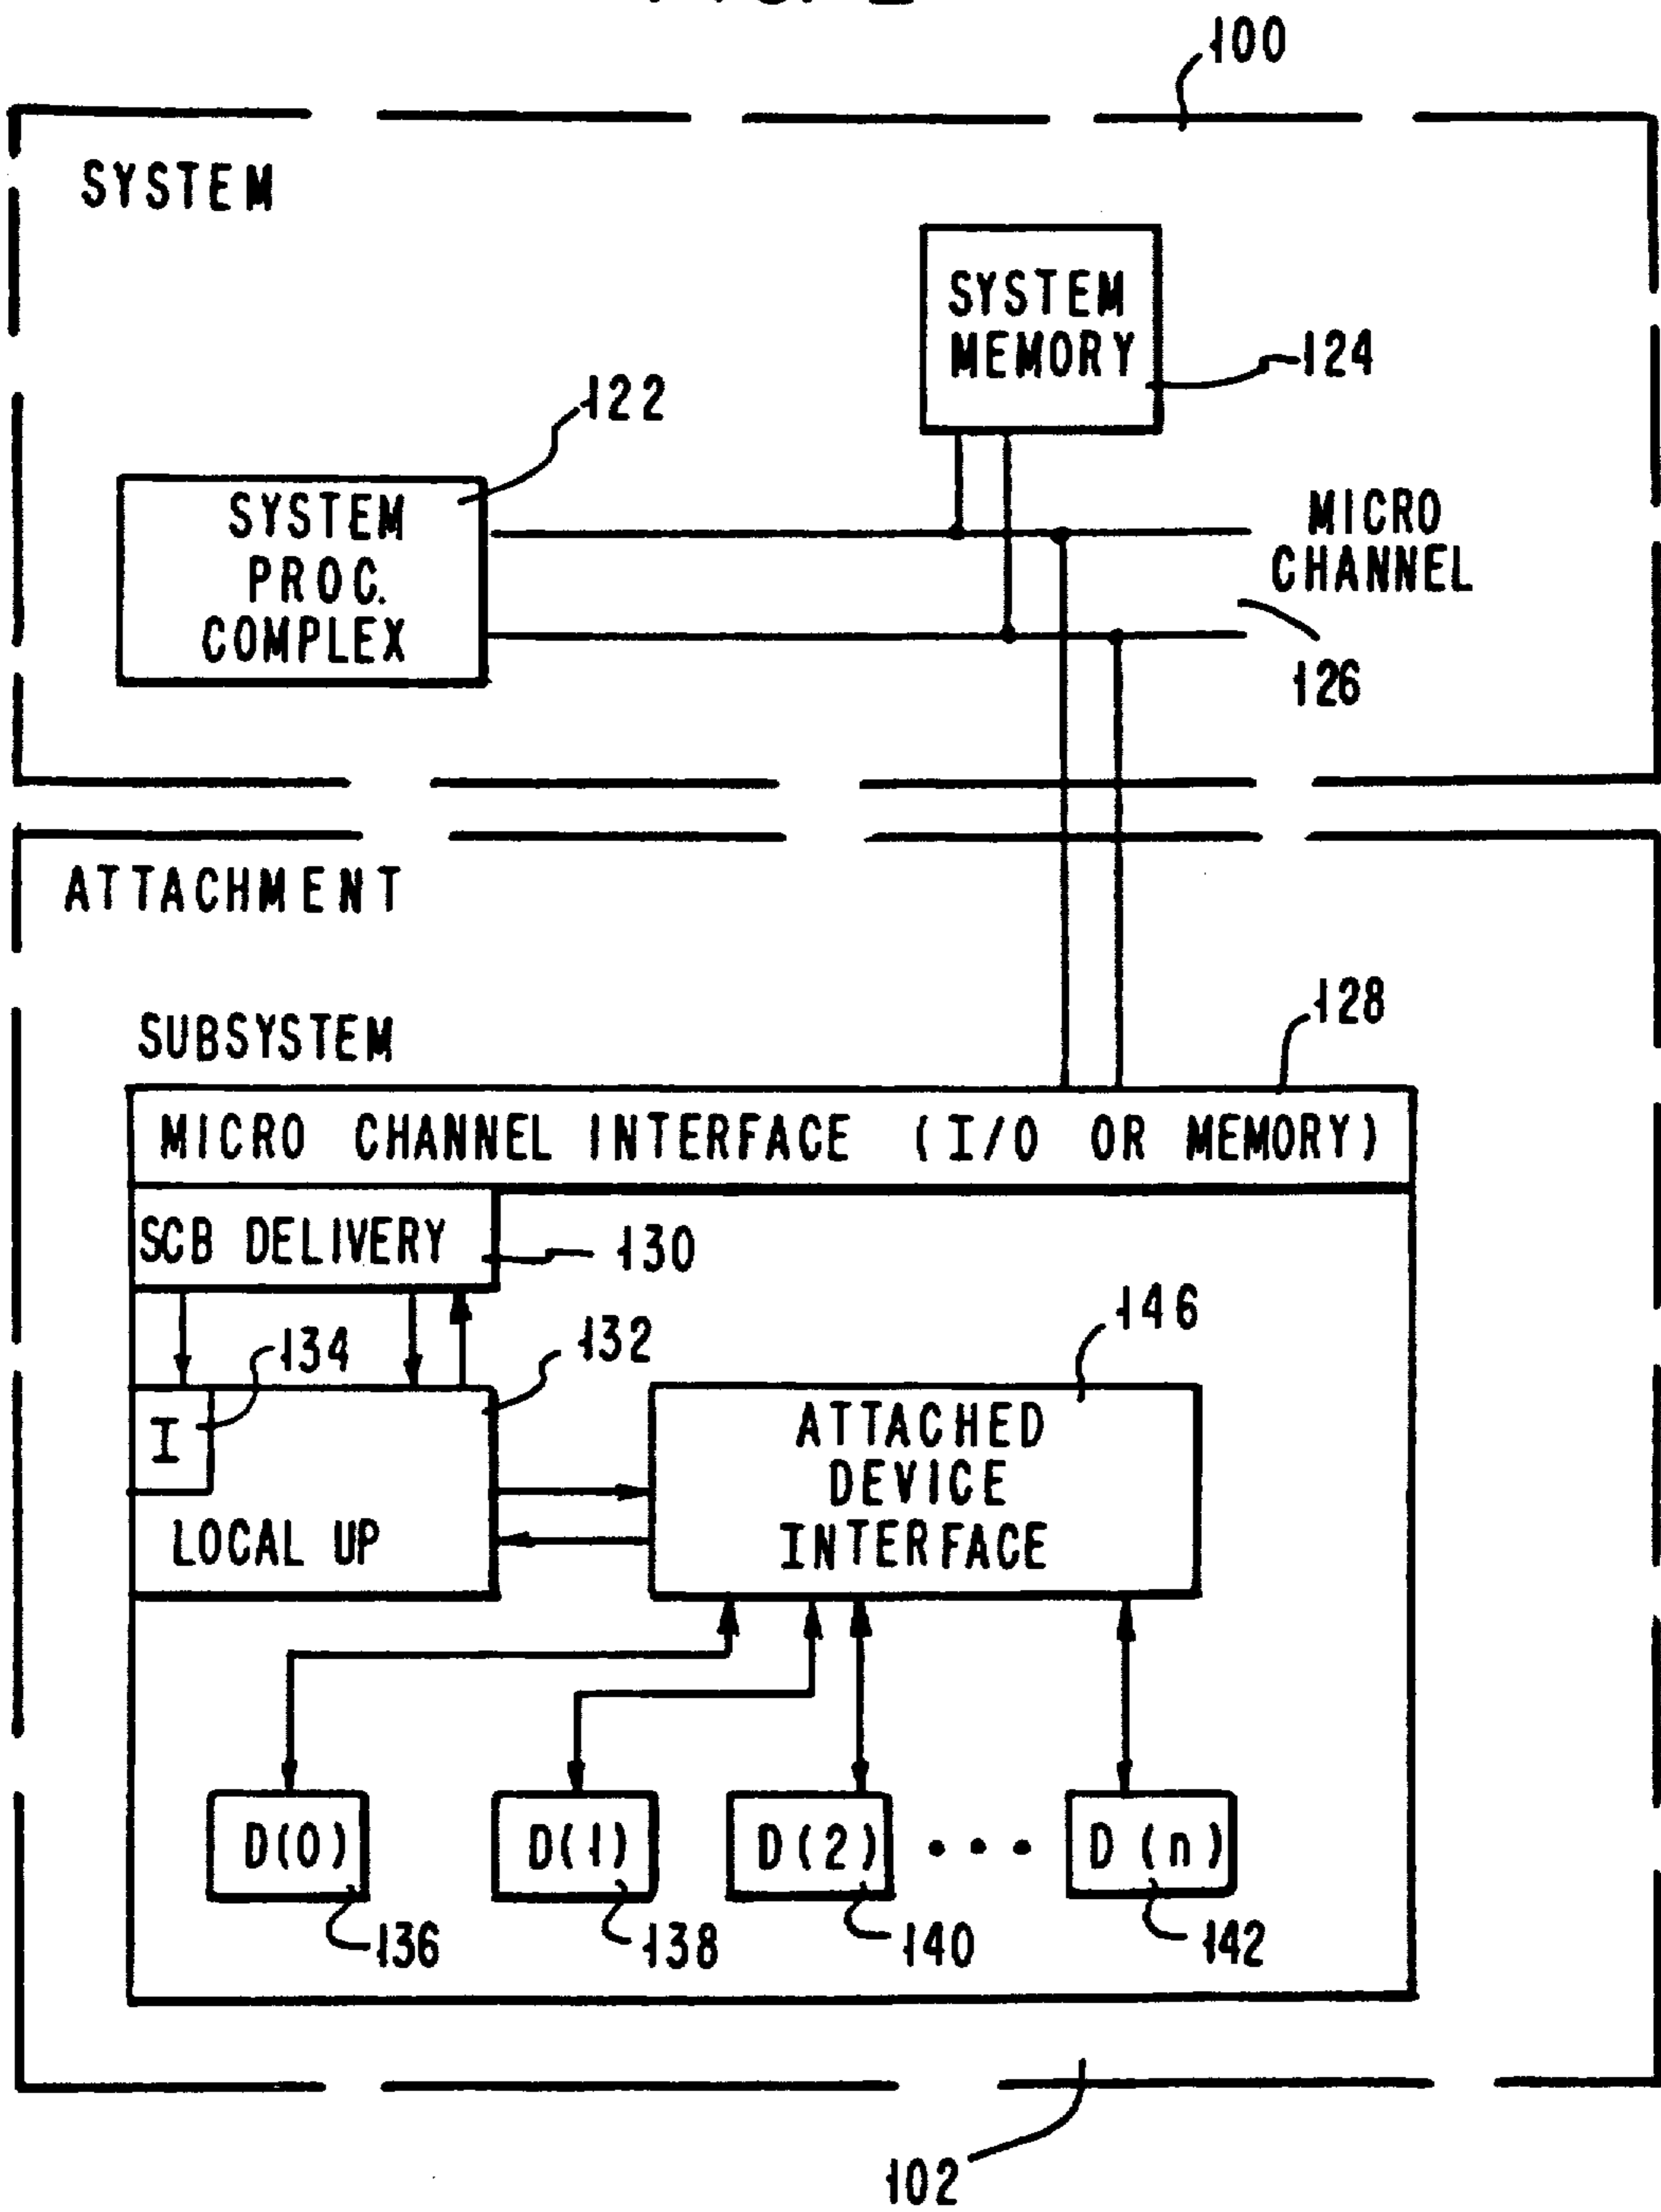 100
SYSTEM
SYSTEM
MEMORY
124
122
SYSTEM
PROC.
COMPLEX
MICRO
CHANNEL
126
ATTACHMENT
SUBSYSTEM
128
MICRO CHANNEL INTERFACE (I/O OR MEMORY)
SCB DELIVERY
130
146
134
132
I
LOCAL UP
ATTACHED
DEVICE
INTERFACE
D(0)
D(1)
D(2)
• • •
D(n)
136
138
140
142
102